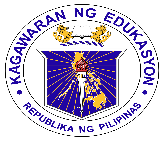 KAGAWARAN NG EDUKASYON
REPUBLIKA NG PILIPINAS